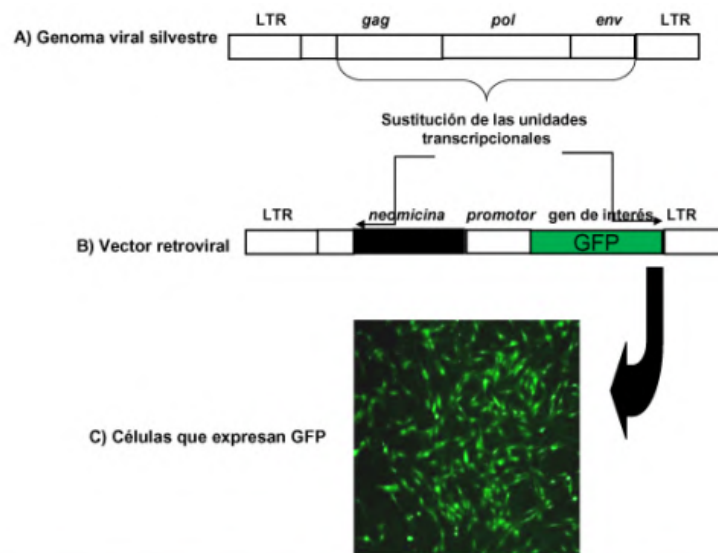 LTR gag pol env LTR
A) Genoma viral silvestre
Sustitución de las unidades
transcripcionales
LTR neomicina promotor gen de interés LTR
B) Vector retroviral
GFP
C) Células que expresan GFP